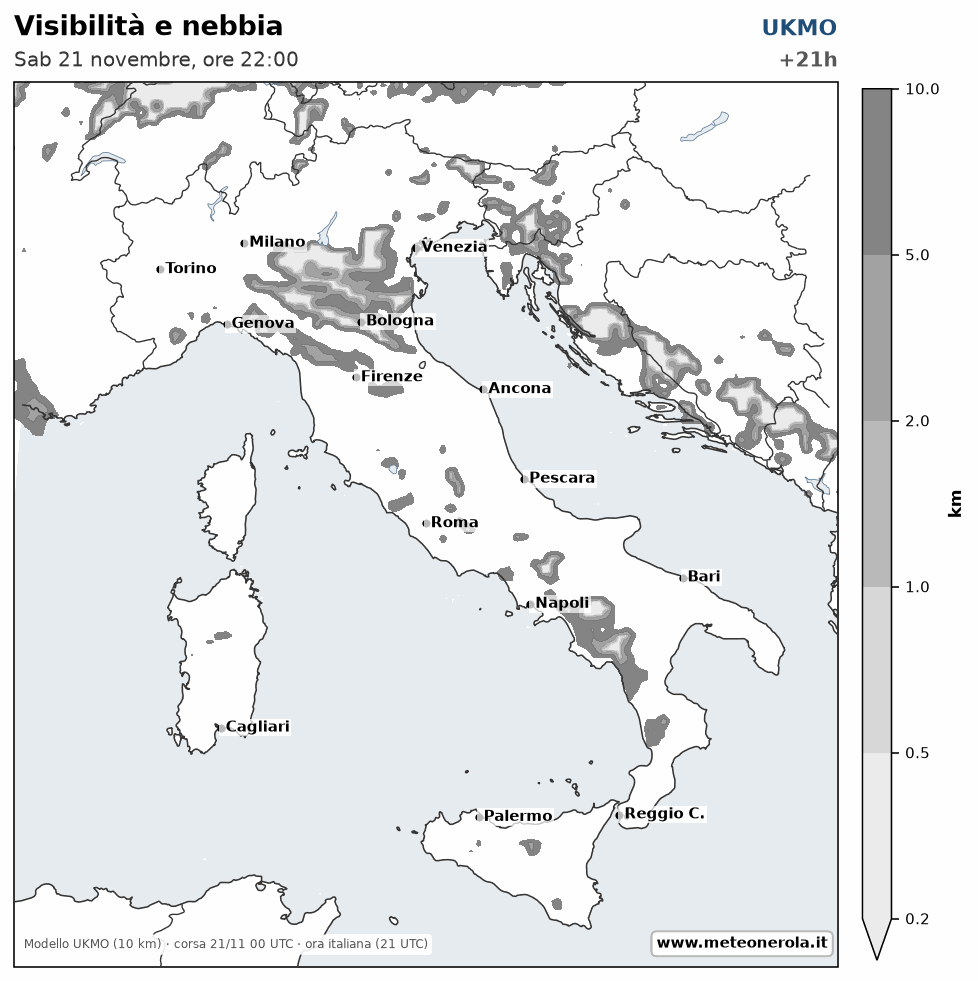 Visibilità e nebbia
UKMO
Sab 21 novembre, ore 22:00
+21h
10.0
5.0
2.0
1.0
0.5
0.2
km
Milano
Venezia
Torino
Genova
Bologna
Firenze
Ancona
Pescara
Roma
Bari
Napoli
Cagliari
Palermo
Reggio C.
Modello UKMO (10 km) · corsa 21/11 00 UTC · ora italiana (21 UTC)
www.meteonerola.it